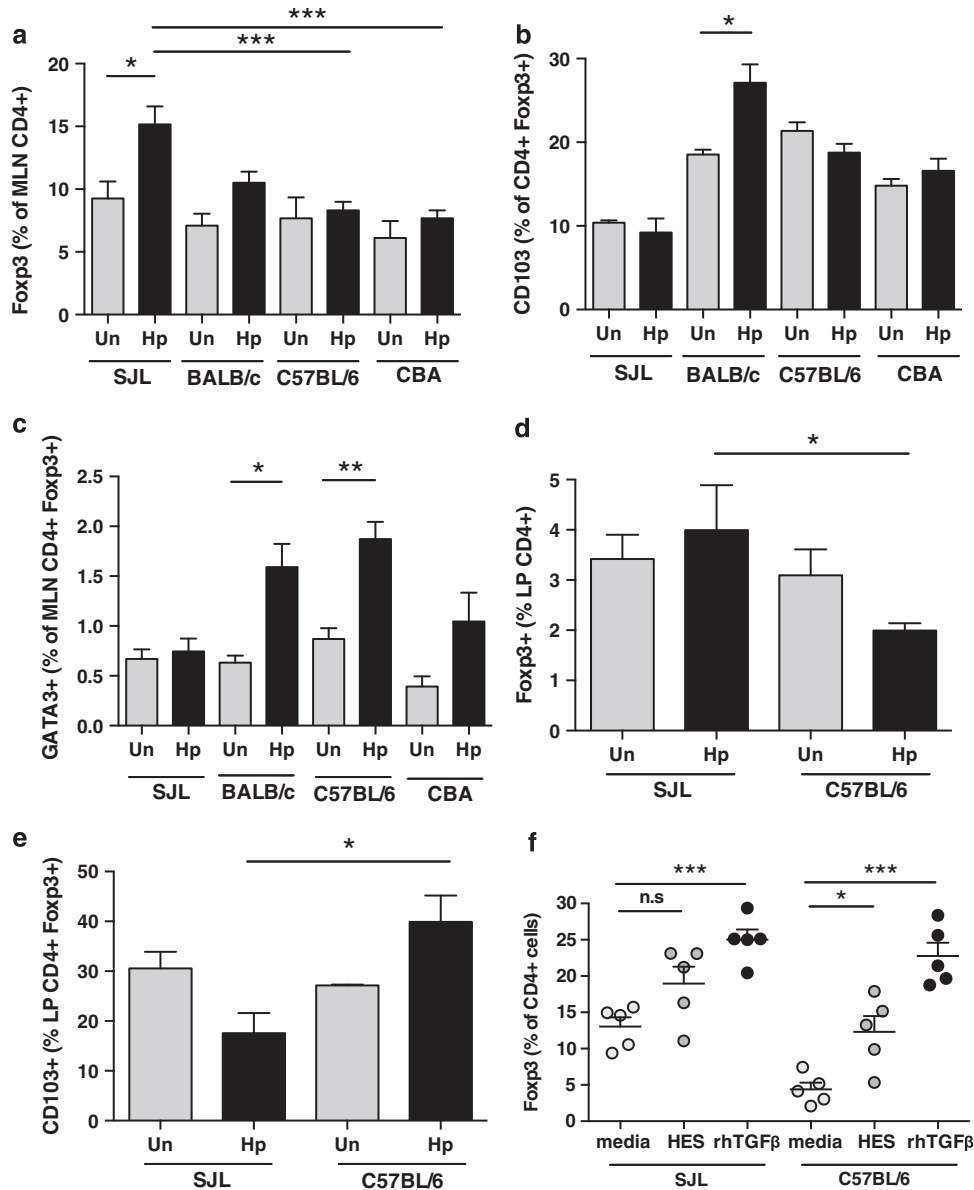 a
***
***
*
Foxp3 (% of MLN CD4+)
20
15
10
5
0
Un Hp Un Hp Un Hp Un Hp
SJL BALB/c C57BL/6 CBA
b
*
CD103 (% of CD4+ Foxp3+)
30
20
10
0
Un Hp Un Hp Un Hp Un Hp
SJL BALB/c C57BL/6 CBA
c
* **
GATA3+ (% of MLN CD4+ Foxp3+)
2.5
2.0
1.5
1.0
0.5
0.0
Un Hp Un Hp Un Hp Un Hp
SJL BALB/c C57BL/6 CBA
d
*
Foxp3+ (% LP CD4+)
5
4
3
2
1
0
Un Hp Un Hp
SJL C57BL/6
e
*
CD103+ (% LP CD4+ Foxp3+)
50
40
30
20
10
0
Un Hp Un Hp
SJL C57BL/6
f
*** ***
n.s *
Foxp3 (% of CD4+ cells)
30
25
20
15
10
5
0
media HES rhTGFβ media HES rhTGFβ
SJL C57BL/6